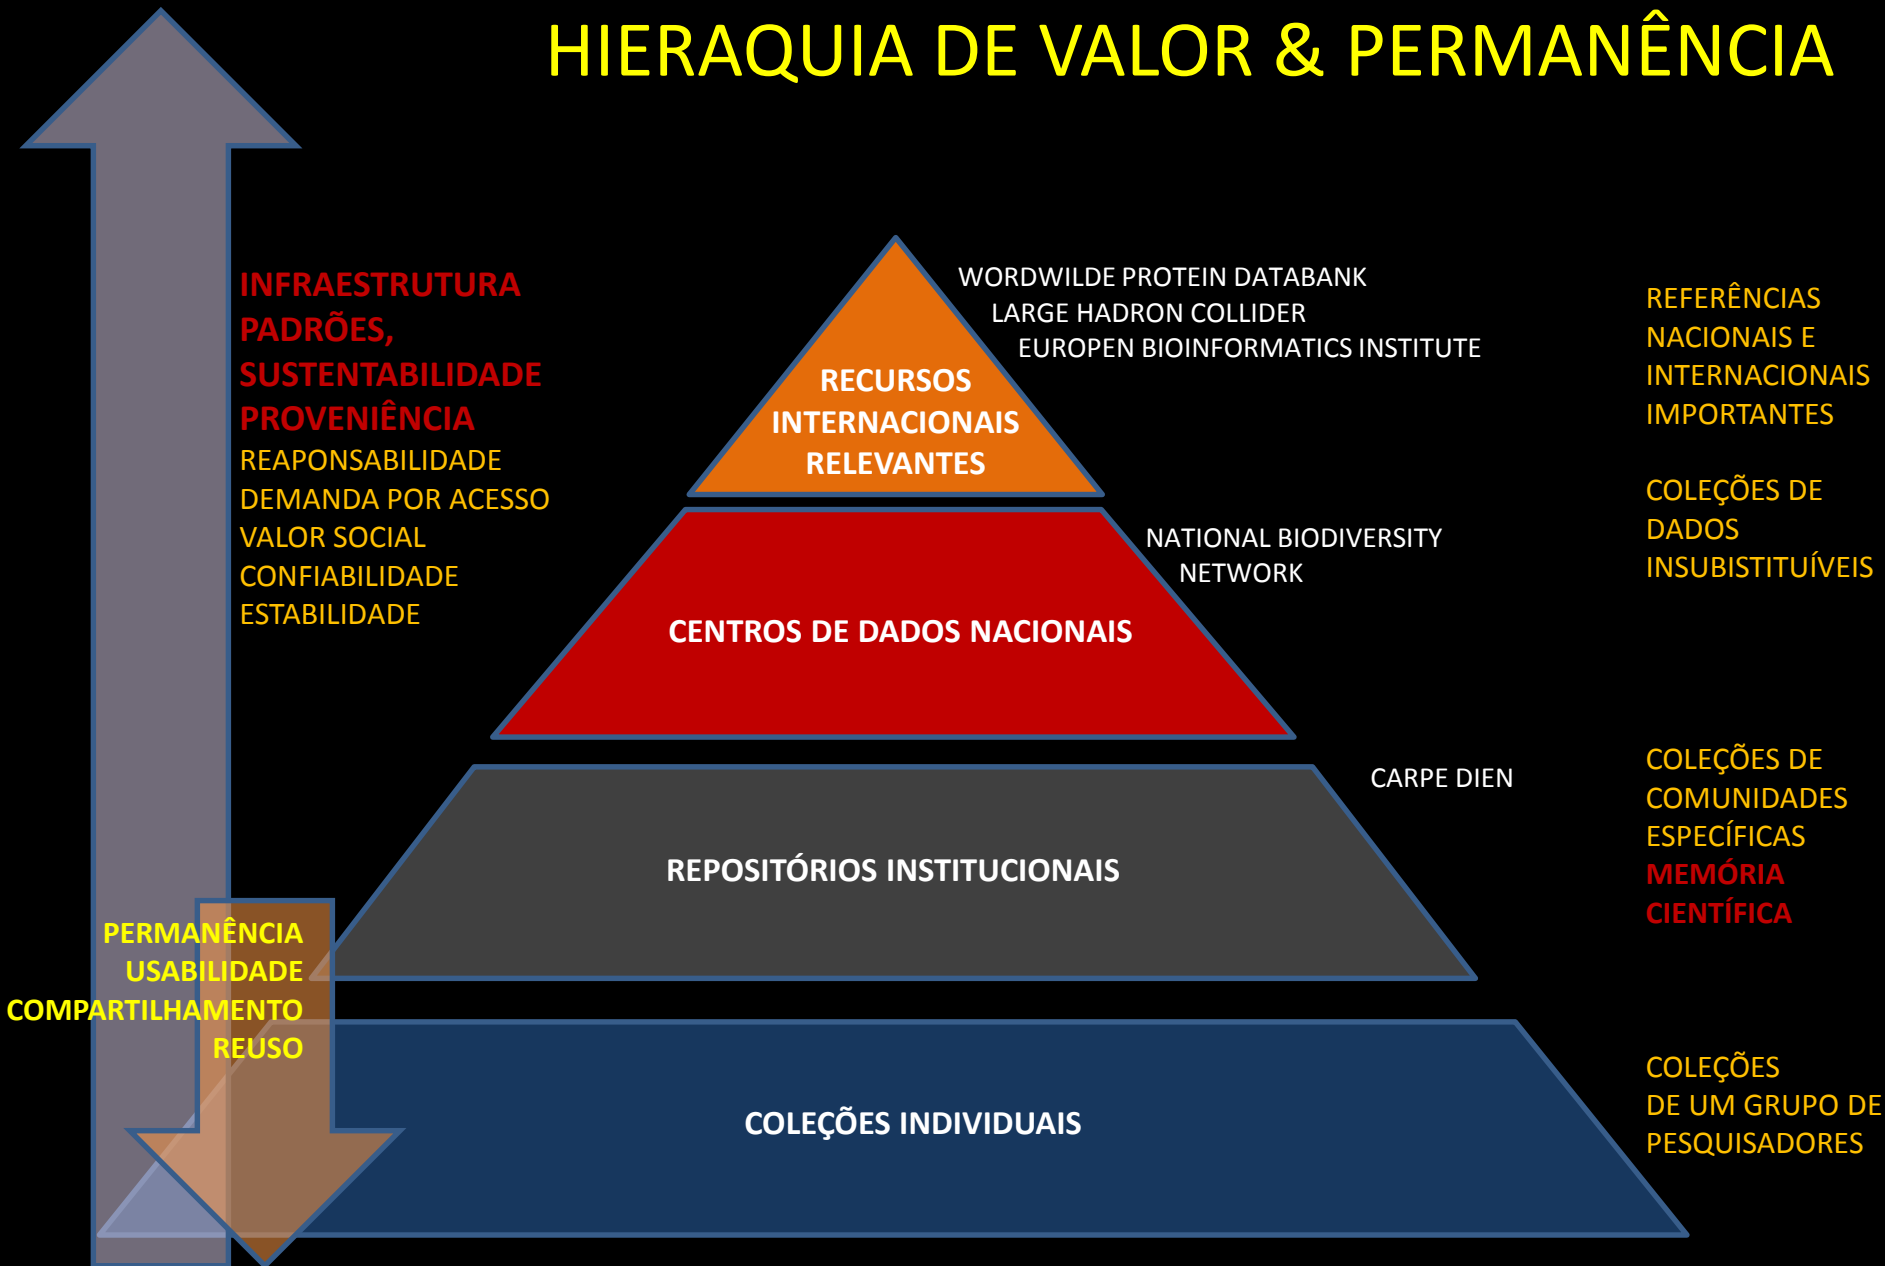 HIERAQUIA DE VALOR & PERMANÊNCIA
INFRAESTRUTURA
PADRÕES,
SUSTENTABILIDADE
PROVENIÊNCIA
REAPONSABILIDADE
DEMANDA POR ACESSO
VALOR SOCIAL
CONFIABILIDADE
ESTABILIDADE
RECURSOS
INTERNACIONAIS
RELEVANTES
WORDWILDE PROTEIN DATABANK
LARGE HADRON COLLIDER
EUROPEN BIOINFORMATICS INSTITUTE
REFERÊNCIAS
NACIONAIS E
INTERNACIONAIS
IMPORTANTES
COLEÇÕES DE
DADOS
INSUBISTITUÍVEIS
NATIONAL BIODIVERSITY
NETWORK
CENTROS DE DADOS NACIONAIS
CARPE DIEN
REPOSITÓRIOS INSTITUCIONAIS
COLEÇÕES DE
COMUNIDADES
ESPECÍFICAS
MEMÓRIA
CIENTÍFICA
PERMANÊNCIA
USABILIDADE
COMPARTILHAMENTO
REUSO
COLEÇÕES INDIVIDUAIS
COLEÇÕES
DE UM GRUPO DE
PESQUISADORES